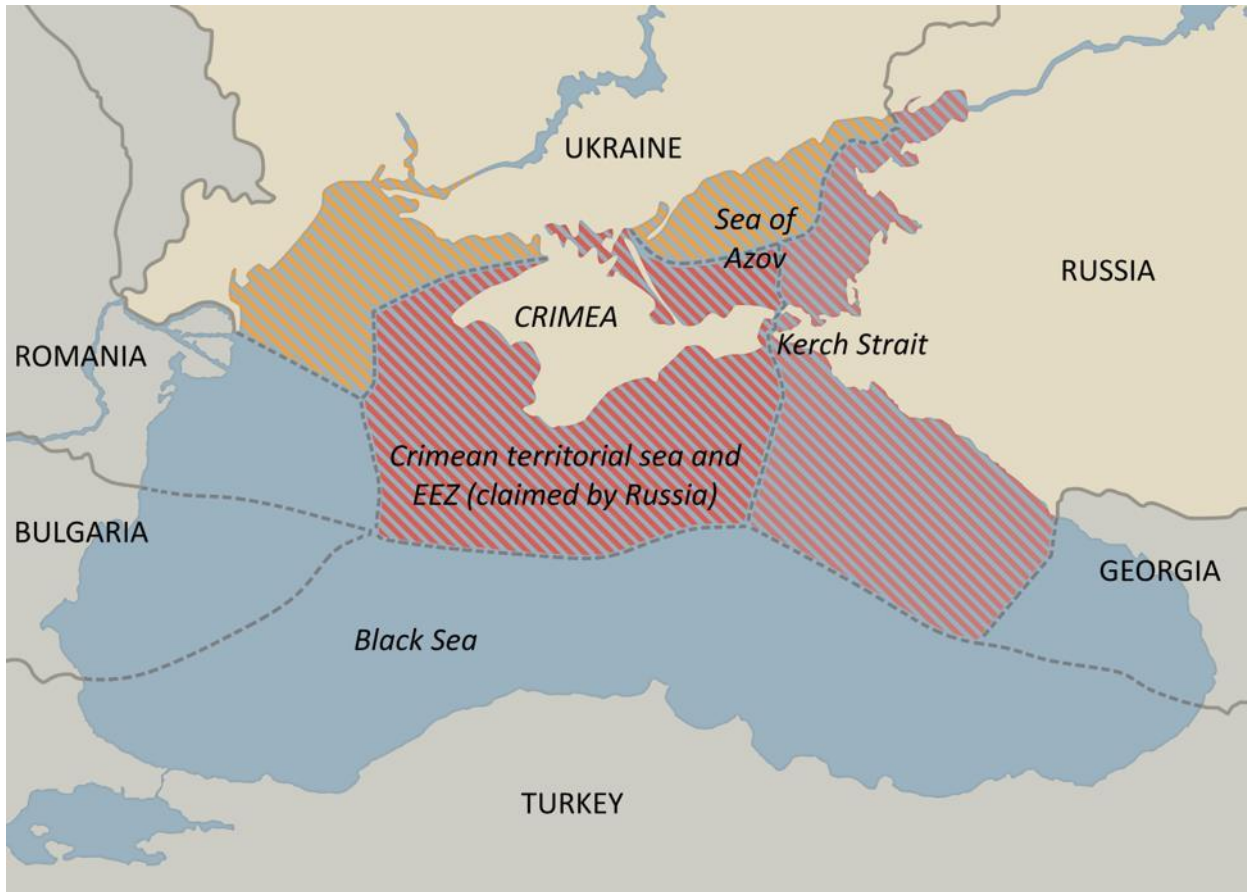 UKRAINE
Sea of
Azov
RUSSIA
CRIMEA
Kerch Strait
ROMANIA
Crimean territorial sea and
EEZ (claimed by Russia)
BULGARIA
GEORGIA
Black Sea
TURKEY